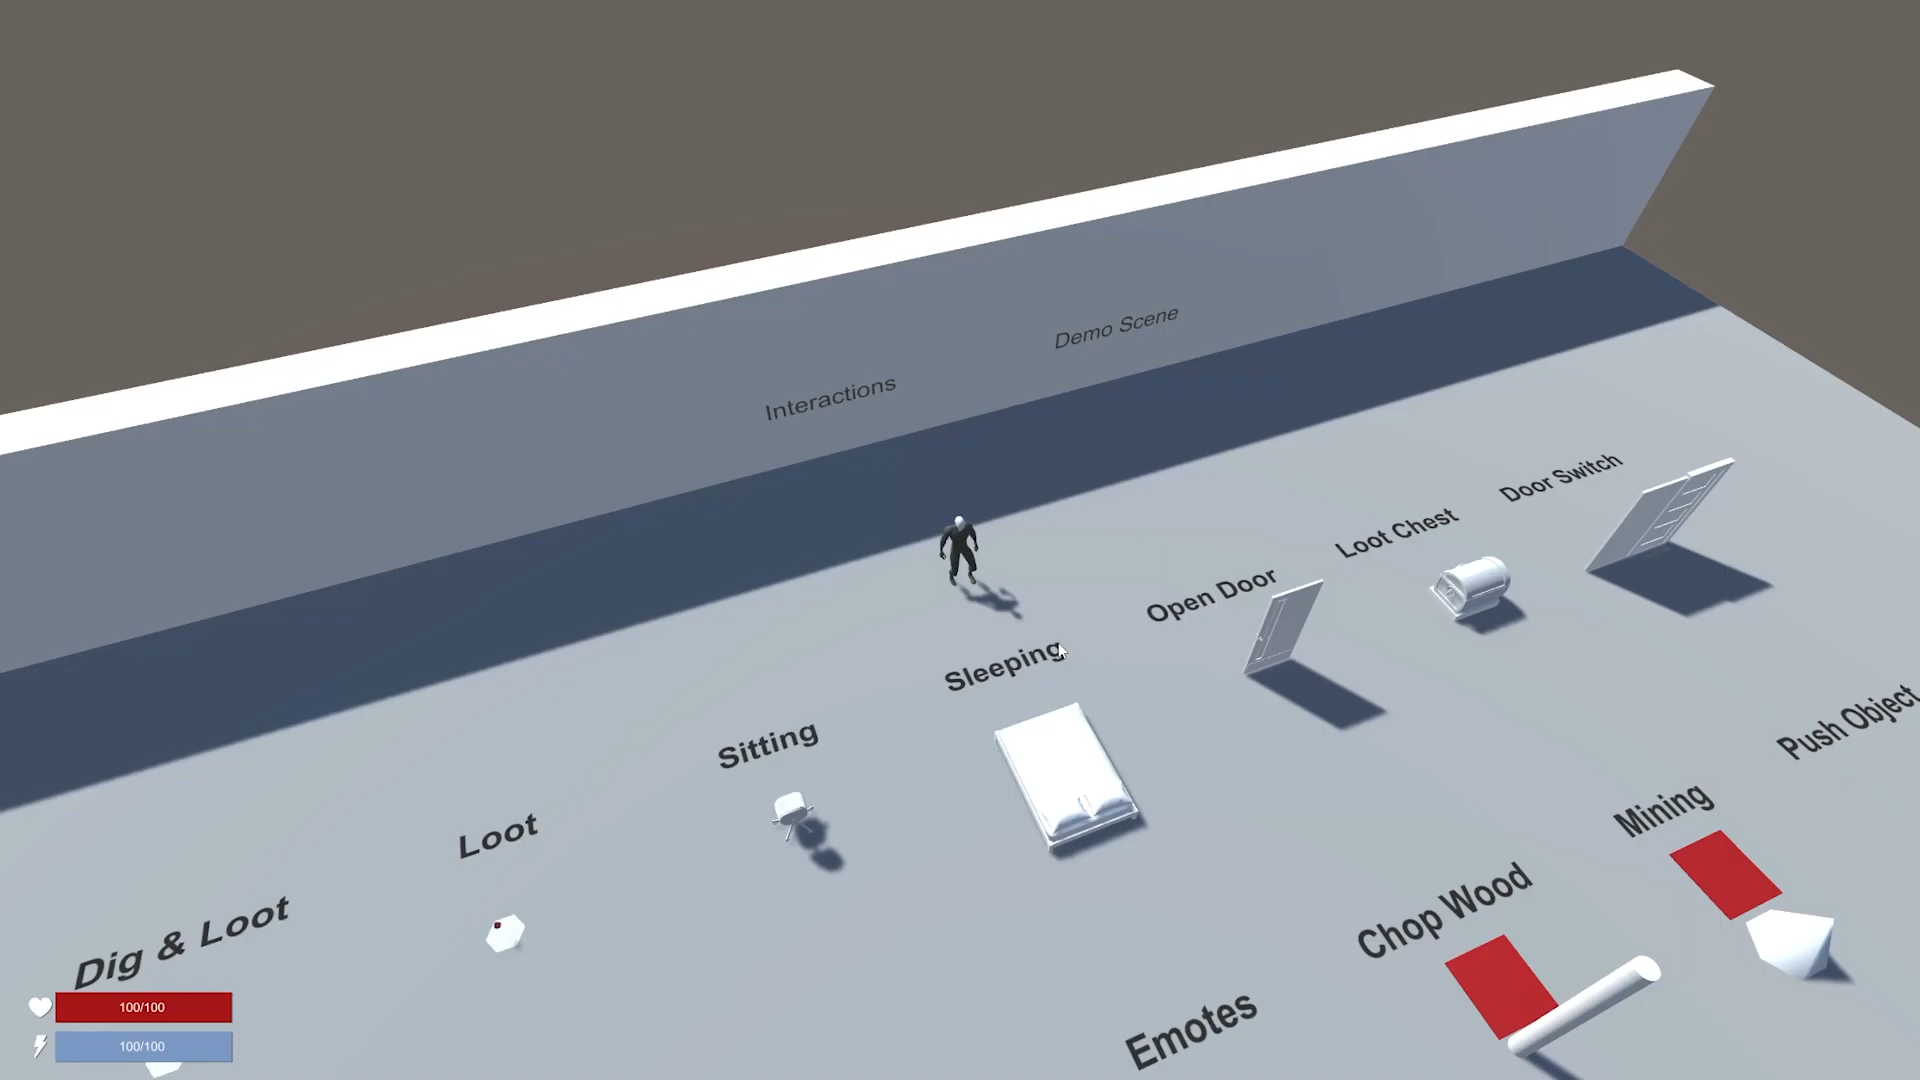 Demo Scene
Interactions
Door Switch
Loot Chest
Open Door
Sleeping
Sitting
Loot
Dig & Loot
Push Object
Mining
Chop Wood
Emotes
100/100
100/100